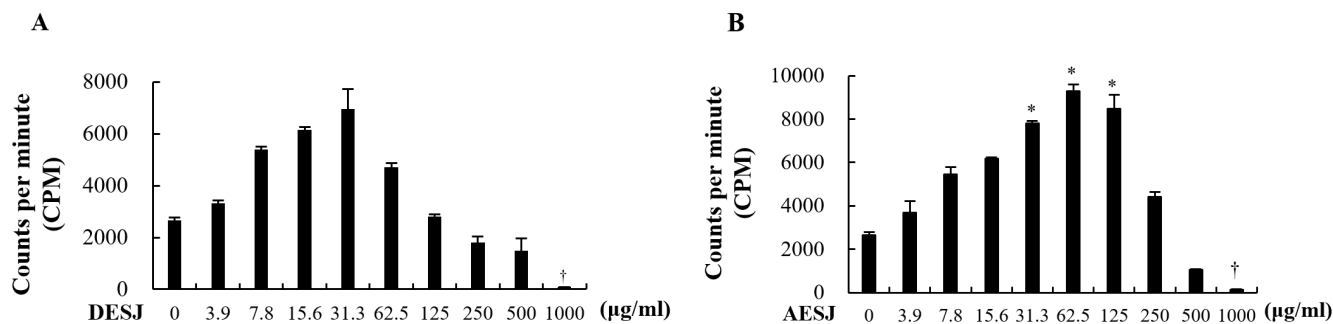 A
Counts per minute
(CPM)
8000
6000
4000
2000
0
†
DESJ 0 3.9 7.8 15.6 31.3 62.5 125 250 500 1000 (μg/ml)
B
Counts per minute
(CPM)
10000
8000
6000
4000
2000
0
* * *
†
AESJ 0 3.9 7.8 15.6 31.3 62.5 125 250 500 1000 (μg/ml)